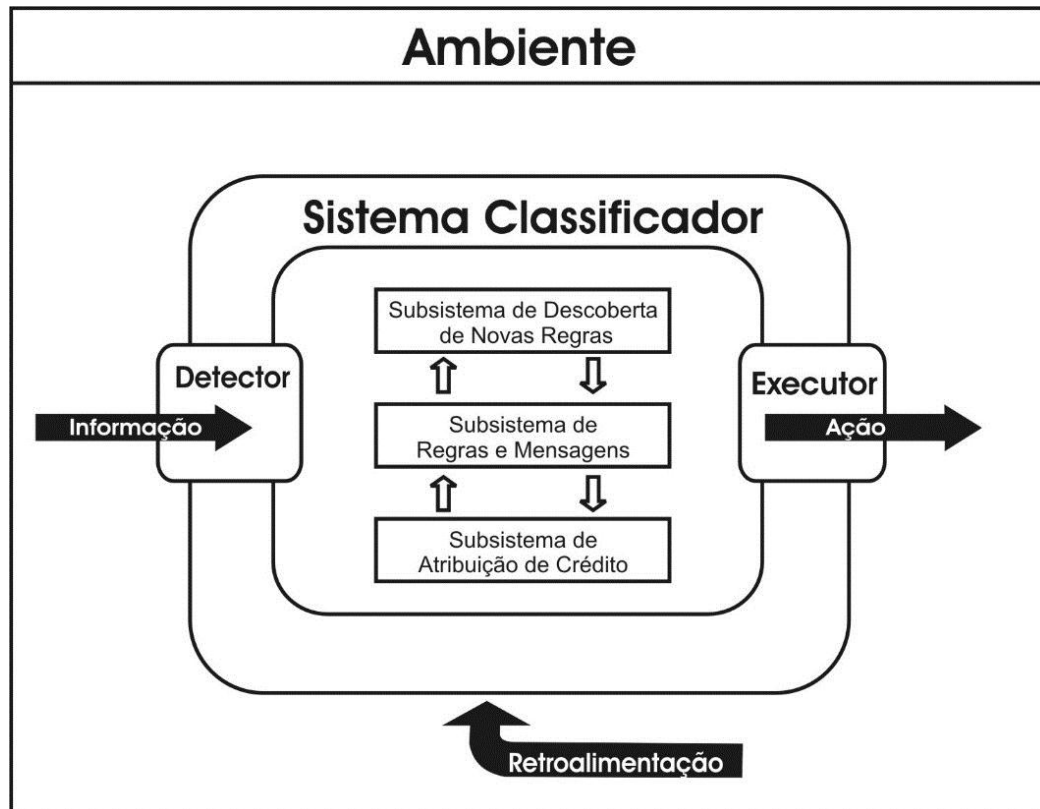 Ambiente
Sistema Classificador
Subsistema de Descoberta
de Novas Regras
Detector
Executor
Informação
Subsistema de
Regras e Mensagens
Ação
Subsistema de
Atribuição de Crédito
Retroalimentação